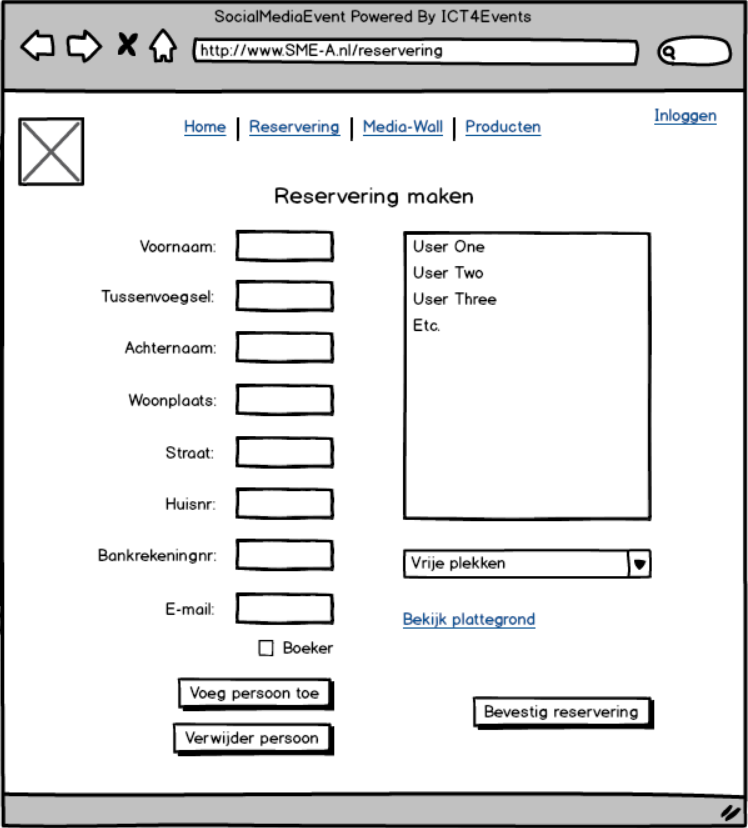 SocialMediaEvent Powered By ICT4Events
http://www.SME-A.nl/reservering
Inloggen
Home | Reservering | Media-Wall | Producten
Reservering maken
Voornaam:
Tussenvoegsel:
Achternaam:
Woonplaats:
Straat:
Huisnr:
Bankrekeningnr:
E-mail:
Boeker
Voeg persoon toe
Verwijder persoon
User One
User Two
User Three
Etc.
Vrije plekken
Bekijk plattegrond
Bevestig reservering